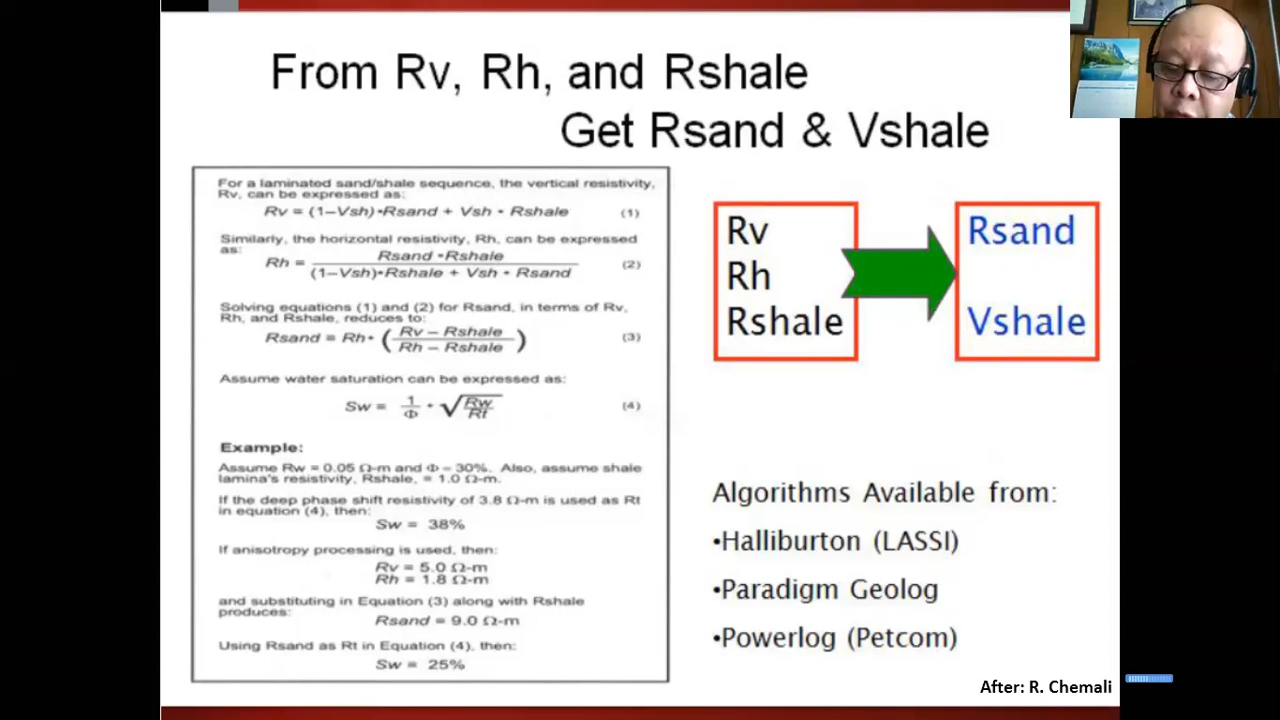 From Rv, Rh, and Rshale
Get Rsand & Vshale
For a laminated sand/shale sequence, the vertical resistivity,
Rv, can be expressed as:
Rv = (1–Vsh)•Rsand + Vsh • Rshale (1)
Similarly, the horizontal resistivity, Rh, can be expressed
as:
Rh = Rsand •Rshale / (1–Vsh)•Rshale + Vsh • Rsand (2)
Solving equations (1) and (2) for Rsand, in terms of Rv,
Rh, and Rshale, reduces to:
Rsand = Rh• ( Rv – Rshale / Rh – Rshale ) (3)
Assume water saturation can be expressed as:
Sw = 1/Φ • √Rw/Rt (4)
Example:
Assume Rw = 0.05 Ω-m and Φ – 30%. Also, assume shale
lamina's resistivity, Rshale, = 1.0 Ω-m.
If the deep phase shift resistivity of 3.8 Ω-m is used as Rt
in equation (4), then:
Sw = 38%
If anisotropy processing is used, then:
Rv = 5.0 Ω-m
Rh = 1.8 Ω-m
and substituting in Equation (3) along with Rshale
produces:
Rsand = 9.0 Ω-m
Using Rsand as Rt in Equation (4), then:
Sw = 25%
Rv
Rh
Rshale
Rsand
Vshale
Algorithms Available from:
•Halliburton (LASSI)
•Paradigm Geolog
•Powerlog (Petcom)
After: R. Chemali